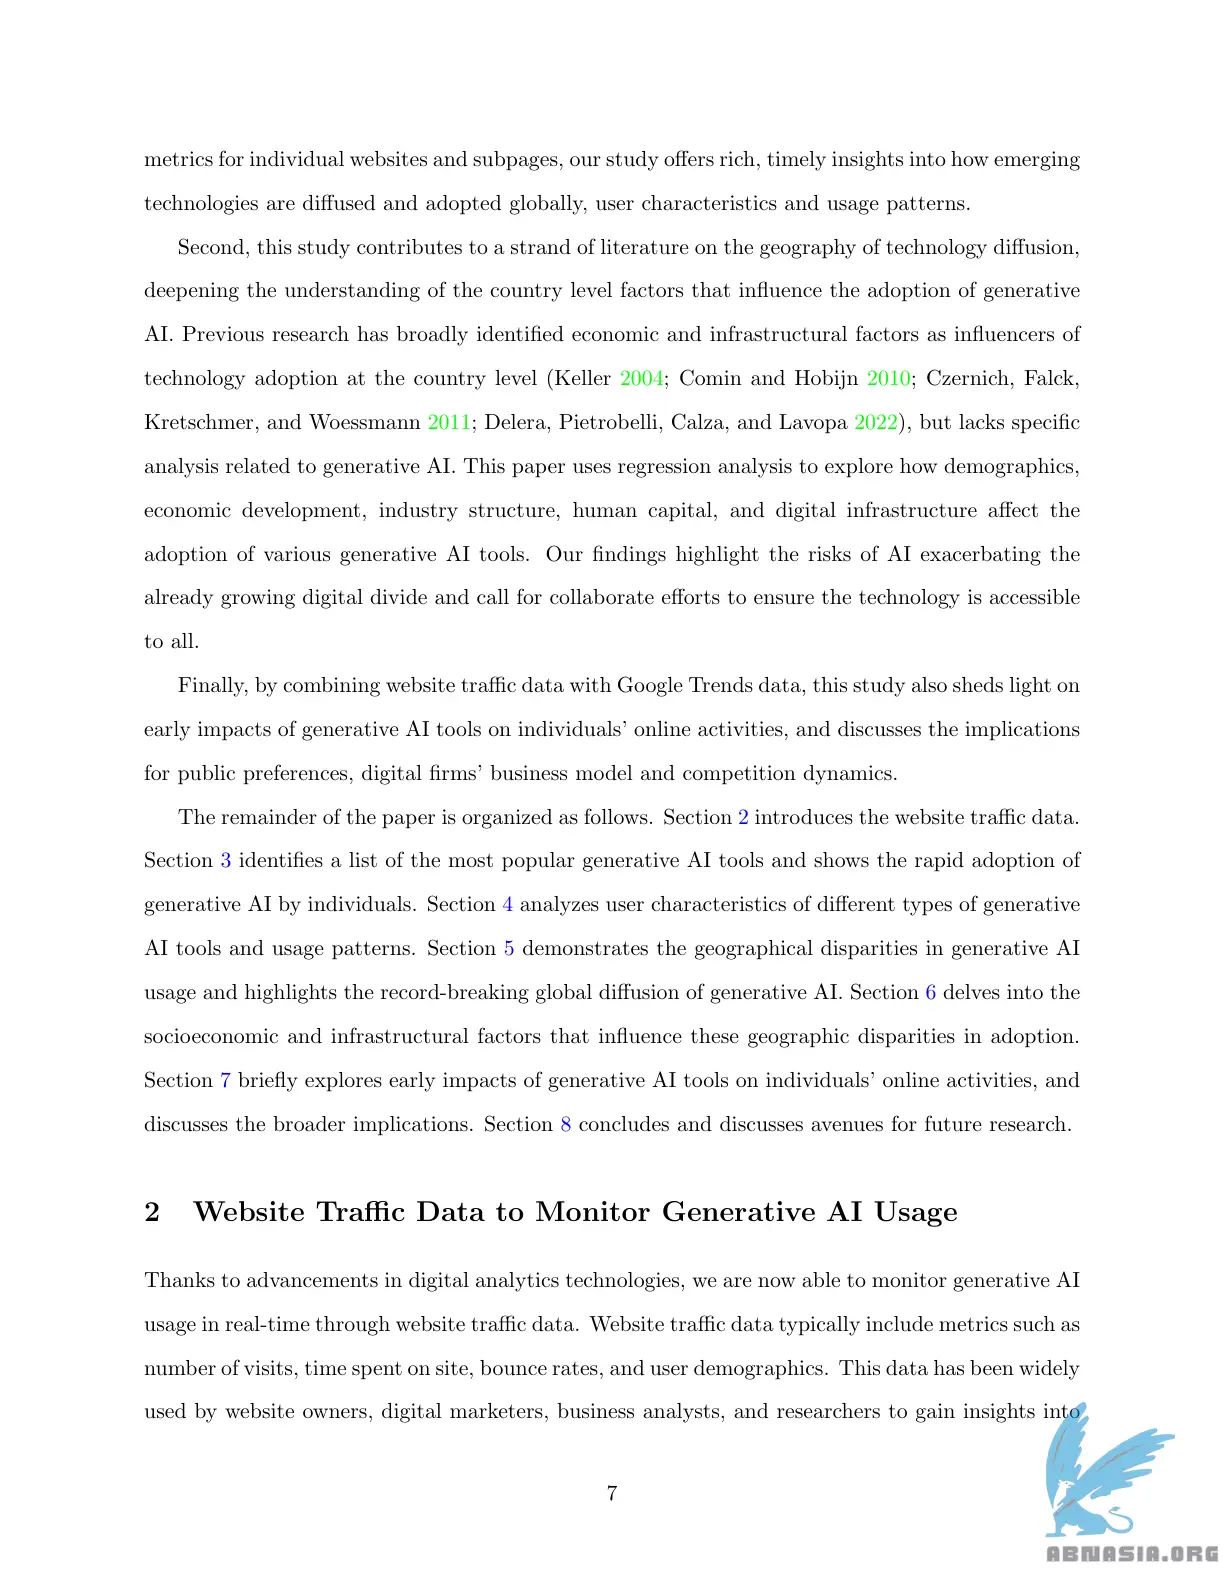 metrics for individual websites and subpages, our study offers rich, timely insights into how emerging
technologies are diffused and adopted globally, user characteristics and usage patterns.
Second, this study contributes to a strand of literature on the geography of technology diffusion,
deepening the understanding of the country level factors that influence the adoption of generative
AI. Previous research has broadly identified economic and infrastructural factors as influencers of
technology adoption at the country level (Keller 2004; Comin and Hobijn 2010; Czernich, Falck,
Kretschmer, and Woessmann 2011; Delera, Pietrobelli, Calza, and Lavopa 2022), but lacks specific
analysis related to generative AI. This paper uses regression analysis to explore how demographics,
economic development, industry structure, human capital, and digital infrastructure affect the
adoption of various generative AI tools. Our findings highlight the risks of AI exacerbating the
already growing digital divide and call for collaborate efforts to ensure the technology is accessible
to all.
Finally, by combining website traffic data with Google Trends data, this study also sheds light on
early impacts of generative AI tools on individuals' online activities, and discusses the implications
for public preferences, digital firms' business model and competition dynamics.
The remainder of the paper is organized as follows. Section 2 introduces the website traffic data.
Section 3 identifies a list of the most popular generative AI tools and shows the rapid adoption of
generative AI by individuals. Section 4 analyzes user characteristics of different types of generative
AI tools and usage patterns. Section 5 demonstrates the geographical disparities in generative AI
usage and highlights the record-breaking global diffusion of generative AI. Section 6 delves into the
socioeconomic and infrastructural factors that influence these geographic disparities in adoption.
Section 7 briefly explores early impacts of generative AI tools on individuals' online activities, and
discusses the broader implications. Section 8 concludes and discusses avenues for future research.
2 Website Traffic Data to Monitor Generative AI Usage
Thanks to advancements in digital analytics technologies, we are now able to monitor generative AI
usage in real-time through website traffic data. Website traffic data typically include metrics such as
number of visits, time spent on site, bounce rates, and user demographics. This data has been widely
used by website owners, digital marketers, business analysts, and researchers to gain insights into
7
ABNASIA.ORG